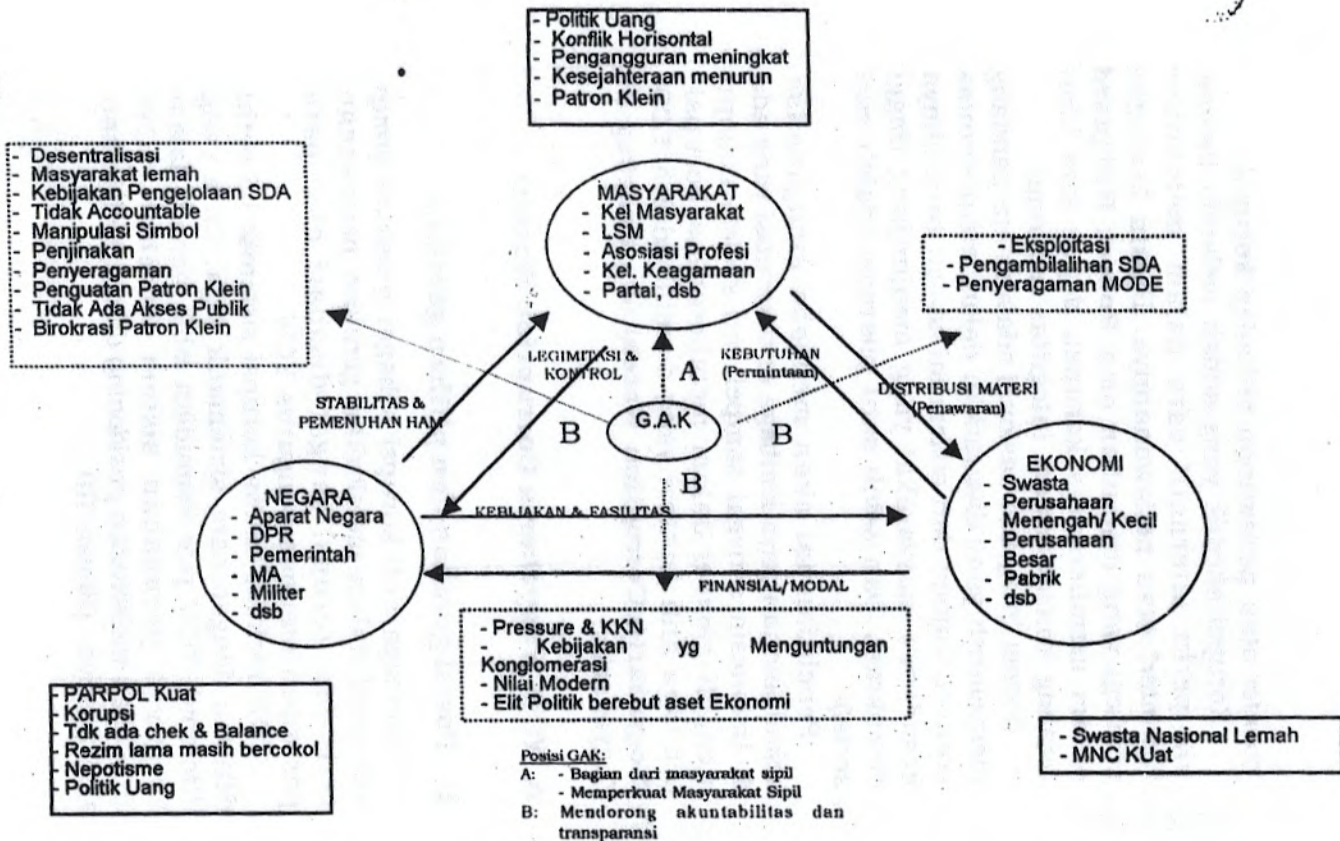 - Politik Uang
- Konflik Horisontal
- Pengangguran meningkat
- Kesejahteraan menurun
- Patron Klein
- Desentralisasi
- Masyarakat lemah
- Kebijakan Pengelolaan SDA
- Tidak Accountable
- Manipulasi Simbol
- Penjinakan
- Penyeragaman
- Penguatan Patron Klein
- Tidak Ada Akses Publik
- Birokrasi Patron Klein
MASYARAKAT
- Kel Masyarakat
- LSM
- Asosiasi Profesi
- Kel. Keagamaan
- Partai, dsb
- Eksploitasi
- Pengambilalihan SDA
- Penyeragaman MODE
LEGIMITASI &
KONTROL
A
KEBUTUHAN
(Permintaan)
DISTRIBUSI MATERI
(Penawaran)
STABILITAS &
PEMENUHAN HAM
B
G.A.K
B
B
NEGARA
- Aparat Negara
- DPR
- Pemerintah
- MA
- Militer
- dsb
KEBIJAKAN & FASILITAS
EKONOMI
- Swasta
- Perusahaan
Menengah/ Kecil
- Perusahaan
Besar
- Pabrik
- dsb
FINANSIAL/MODAL
- Pressure & KKN
- Kebijakan yg Menguntungan
Konglomerasi
- Nilai Modern
- Elit Politik berebut aset Ekonomi
- PARPOL Kuat
- Korupsi
- Tdk ada chek & Balance
- Rezim lama masih bercokol
- Nepotisme
- Politik Uang
- Swasta Nasional Lemah
- MNC KUat
Posisi GAK:
A: - Bagian dari masyarakat sipil
- Memperkuat Masyarakat Sipil
B: Mendorong akuntabilitas dan
transparansi